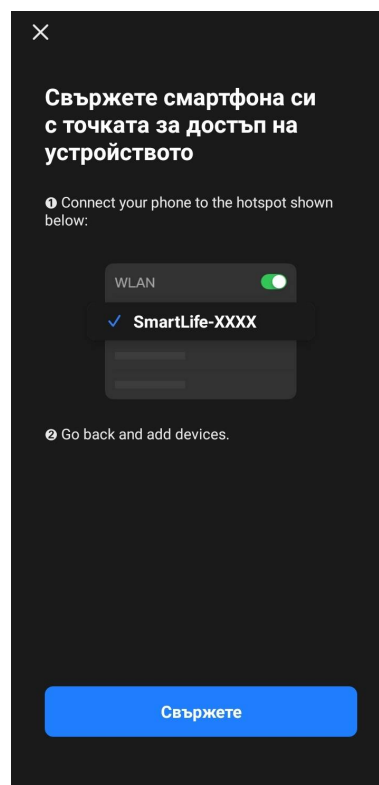 Свържете смартфона си
с точката за достъп на
устройството
❶ Connect your phone to the hotspot shown
below:
WLAN
SmartLife-XXXX
❷ Go back and add devices.
Свържете